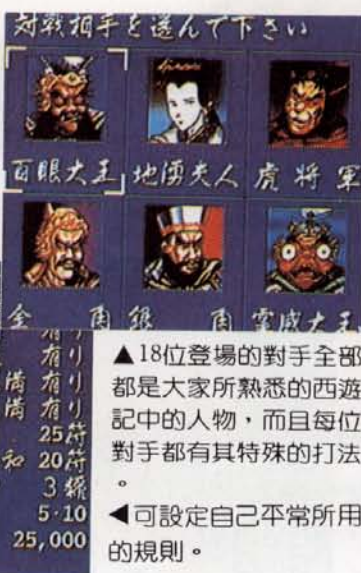 対戦相手を選んで下さい
百眼大王 地湧夫人 虎将軍
金角 銀角 霊感大王
有り
有り
満 有り
満 有り
25符
和 20符
3翻
5·10
25,000
▲18位登場的對手全部
都是大家所熟悉的西遊
記中的人物，而且每位
對手都有其特殊的打法
。
◀可設定自己平常所用
的規則。